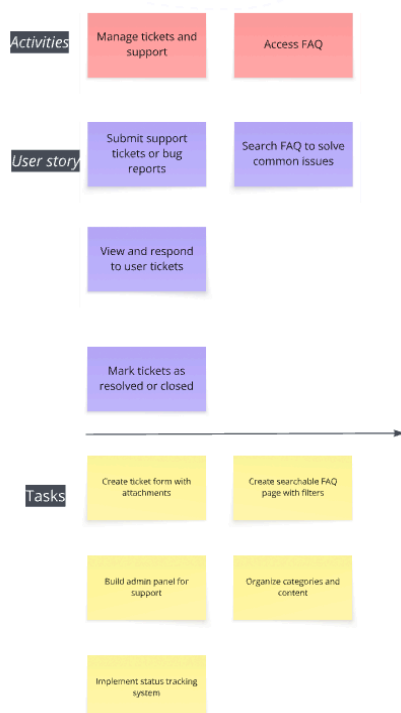 Activities
Manage tickets and
support
Access FAQ
User story
Submit support
tickets or bug
reports
Search FAQ to solve
common issues
View and respond
to user tickets
Mark tickets as
resolved or closed
Tasks
Create ticket form with
attachments
Create searchable FAQ
page with filters
Build admin panel for
support
Organize categories and
content
Implement status tracking
system